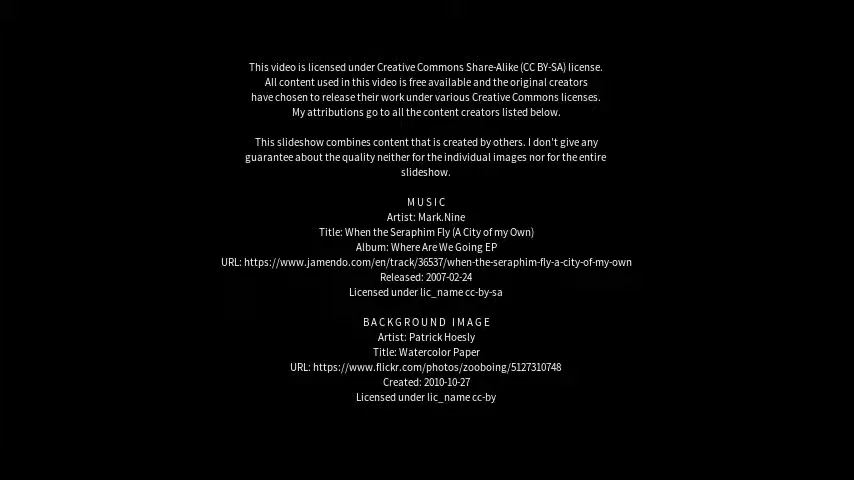 This video is licensed under Creative Commons Share-Alike (CC BY-SA) license.
All content used in this video is free available and the original creators
have chosen to release their work under various Creative Commons licenses.
My attributions go to all the content creators listed below.
This slideshow combines content that is created by others. I don't give any
guarantee about the quality neither for the individual images nor for the entire
slideshow.
MUSIC
Artist: Mark.Nine
Title: When the Seraphim Fly (A City of my Own)
Album: Where Are We Going EP
URL: https://www.jamendo.com/en/track/36537/when-the-seraphim-fly-a-city-of-my-own
Released: 2007-02-24
Licensed under lic_name cc-by-sa
BACKGROUND IMAGE
Artist: Patrick Hoesly
Title: Watercolor Paper
URL: https://www.flickr.com/photos/zooboing/5127310748
Created: 2010-10-27
Licensed under lic_name cc-by